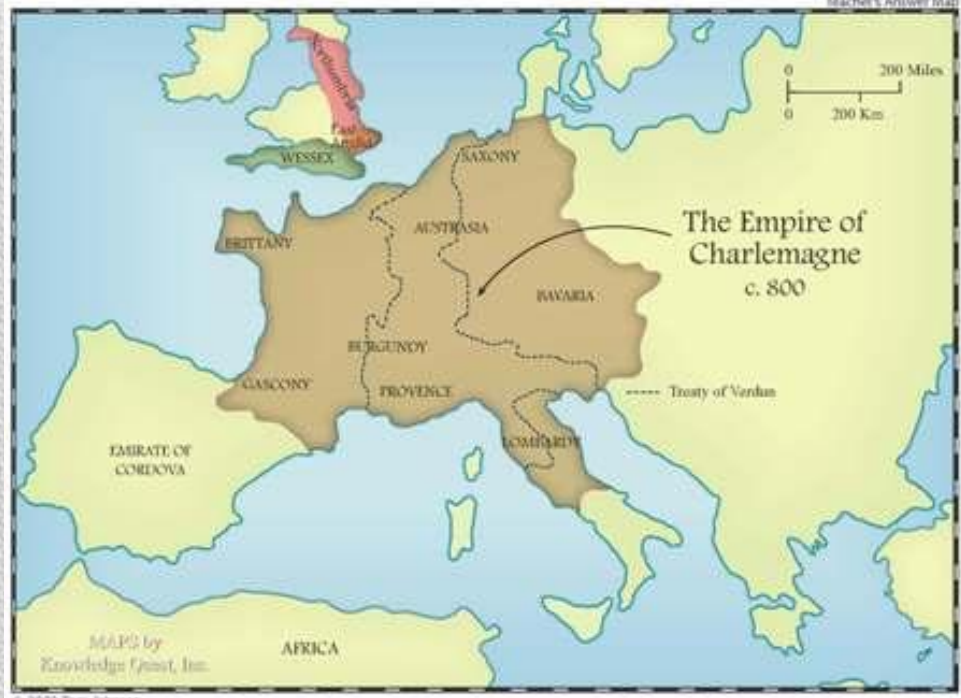 Teacher's Answer Map
Northumbria
East
Anglia
WESSEX
0 200 Miles
0 200 Km
SAXONY
BRITTANY
AUSTRASIA
The Empire of
Charlemagne
c. 800
BAVARIA
BURGUNDY
GASCONY
PROVENCE
Treaty of Verdun
LOMBARDY
EMIRATE OF
CORDOVA
AFRICA
MAPS by
Knowledge Quest, Inc.